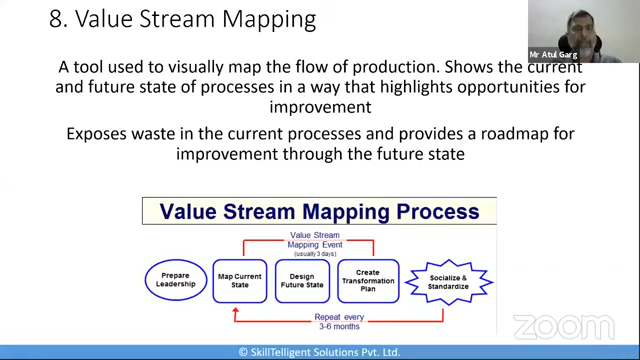 8. Value Stream Mapping
Mr Atul Garg
A tool used to visually map the flow of production. Shows the current
and future state of processes in a way that highlights opportunities for
improvement
Exposes waste in the current processes and provides a roadmap for
improvement through the future state
Value Stream Mapping Process
Value Stream
Mapping Event
(usually 3 days)
Prepare
Leadership
Map Current
State
Design
Future State
Create
Transformation
Plan
Socialize &
Standardize
Repeat every
3-6 months
zoom
© SkillTelligent Solutions Pvt. Ltd.